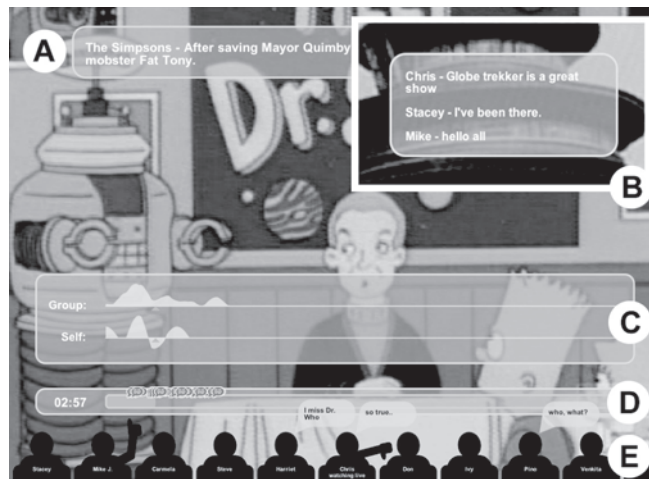 A
The Simpsons - After saving Mayor Quimby
mobster Fat Tony.
Dr.
Chris - Globe trekker is a great
show
Stacey - I've been there.
Mike - hello all
B
Group:
Self:
C
02:57
D
I miss Dr.
Who
so true..
who, what?
E
Stacey
Mike J.
Carmela
Steve
Harriet
Chris
watching live
Don
Ivy
Pino
Venkita